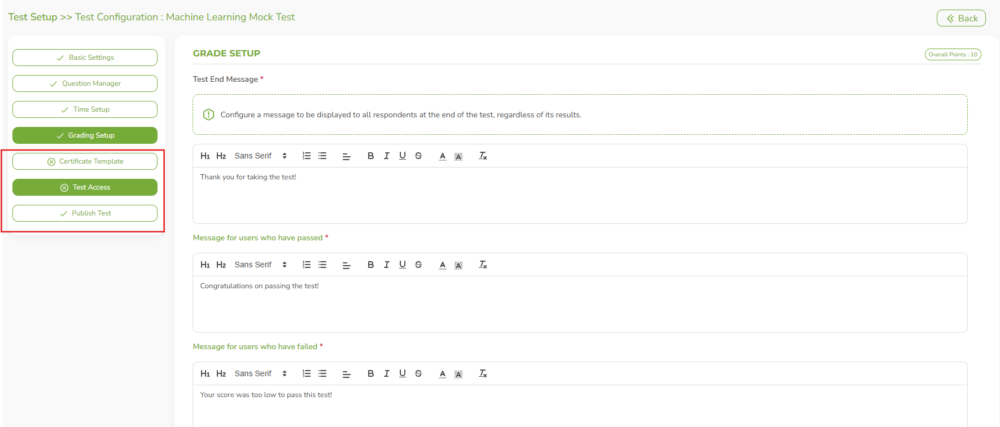 Test Setup >> Test Configuration : Machine Learning Mock Test
Back
Basic Settings
Question Manager
Time Setup
Grading Setup
Certificate Template
Test Access
Publish Test
GRADE SETUP
Overall Points : 10
Test End Message *
Configure a message to be displayed to all respondents at the end of the test, regardless of its results.
H1 H2 Sans Serif B I U S A A Tx
Thank you for taking the test!
Message for users who have passed *
H1 H2 Sans Serif B I U S A A Tx
Congratulations on passing the test!
Message for users who have failed *
H1 H2 Sans Serif B I U S A A Tx
Your score was too low to pass this test!